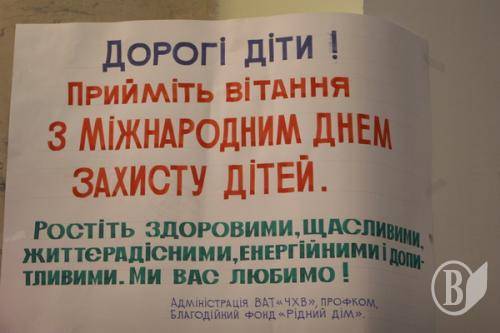 ДОРОГІ ДІТИ !
ПРИЙМІТЬ ВІТАННЯ
З МІЖНАРОДНИМ ДНЕМ
ЗАХИСТУ ДІТЕЙ.
РОСТІТЬ ЗДОРОВИМИ, ЩАСЛИВИМИ,
ЖИТТЄРАДІСНИМИ, ЕНЕРГІЙНИМИ І ДОПИ-
ТЛИВИМИ. МИ ВАС ЛЮБИМО !
АДМІНІСТРАЦІЯ ВАТ «ЧХВ», ПРОФКОМ,
БЛАГОДІЙНИЙ ФОНД «РІДНИЙ ДІМ».
В